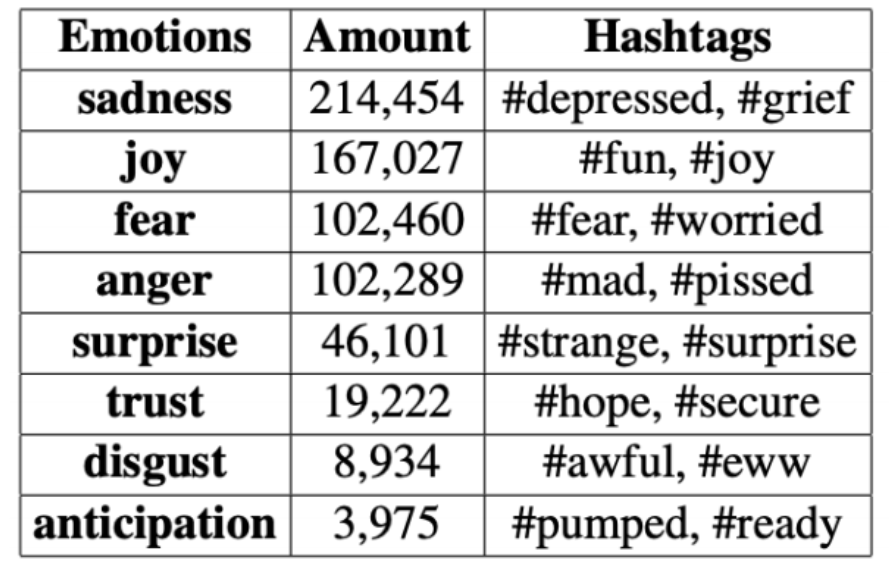 Emotions Amount Hashtags
sadness 214,454 #depressed, #grief
joy 167,027 #fun, #joy
fear 102,460 #fear, #worried
anger 102,289 #mad, #pissed
surprise 46,101 #strange, #surprise
trust 19,222 #hope, #secure
disgust 8,934 #awful, #eww
anticipation 3,975 #pumped, #ready